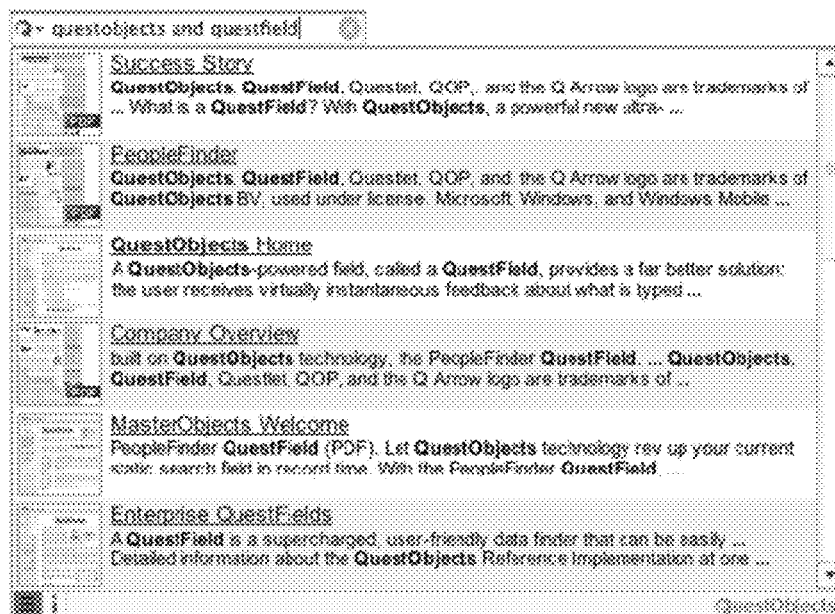 questobjects and questfield
Success Story
QuestObjects, QuestField, Questlet, QOP, and the Q Arrow logo are trademarks of
... What is a QuestField? With QuestObjects, a powerful new ultra- ...
PDF
PeopleFinder
QuestObjects, QuestField, Questlet, QOP, and the Q Arrow logo are trademarks of
QuestObjects BV, used under license. Microsoft, Windows, and Windows Mobile ...
PDF
QuestObjects Home
A QuestObjects-powered field, called a QuestField, provides a far better solution:
the user receives virtually instantaneous feedback about what is typed ...
Company Overview
built on QuestObjects technology, the PeopleFinder QuestField. ... QuestObjects,
QuestField, Questlet, QOP, and the Q Arrow logo are trademarks of ...
PDF
MasterObjects Welcome
PeopleFinder QuestField (PDF). Let QuestObjects technology rev up your current
static search field in record time. With the PeopleFinder QuestField, ...
Enterprise QuestFields
A QuestField is a supercharged, user-friendly data finder that can be easily ...
Detailed information about the QuestObjects Reference Implementation at one ...
QuestObjects